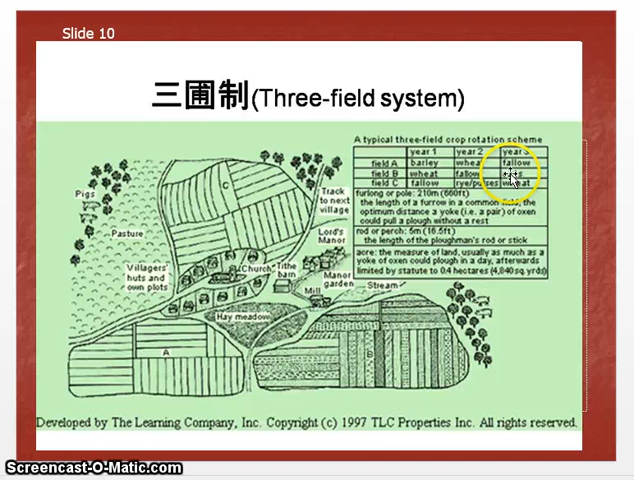 Slide 10
三圃制(Three-field system)
A typical three-field crop rotation scheme
year 1 year 2 year 3
field A barley wheat fallow
field B wheat fallow
field C fallow rye/pulses wheat
furlong or pole: 210m (660ft)
the length of a furrow in a common field, the
optimum distance a yoke (i.e. a pair) of oxen
could pull a plough without a rest
rod or perch: 5m (16.5ft)
the length of the ploughman's rod or stick
acre: the measure of land, usually as much as a
yoke of oxen could plough in a day, afterwards
limited by statute to 0.4 hectares (4,840 sq. yrds)
C
Pigs
Track
to next
village
Pasture
Lord's
Manor
Villagers'
huts and
own plots
Church
Tithe
barn
Manor
garden
Mill
Stream
Hay meadow
A
B
Developed by The Learning Company, Inc. Copyright (c) 1997 TLC Properties Inc. All rights reserved.
Screencast-O-Matic.com